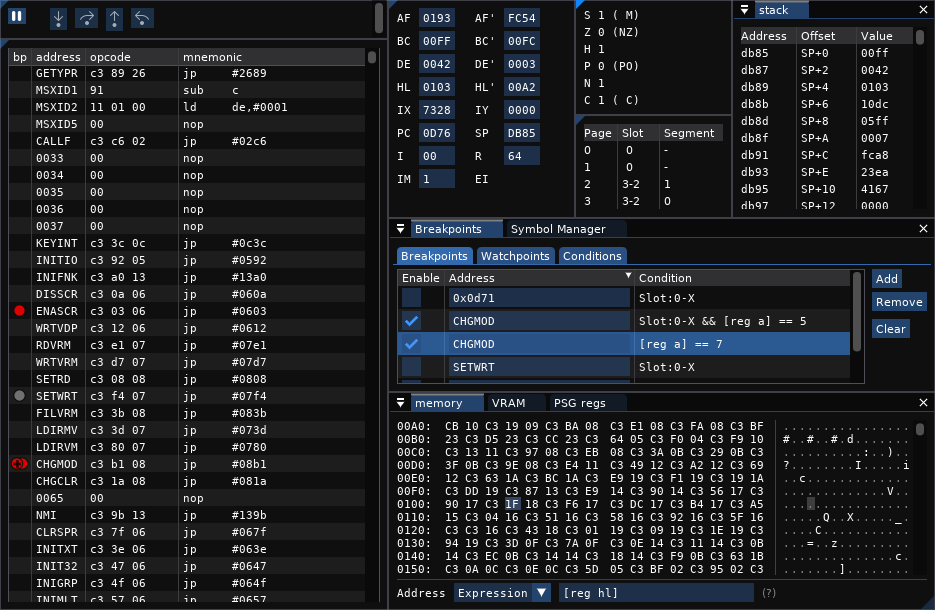 bp address opcode mnemonic
GETYPR c3 89 26 jp #2689
MSXID1 91 sub c
MSXID2 11 01 00 ld de,#0001
MSXID5 00 nop
CALLF c3 c6 02 jp #02c6
0033 00 nop
0034 00 nop
0035 00 nop
0036 00 nop
0037 00 nop
KEYINT c3 3c 0c jp #0c3c
INITIO c3 92 05 jp #0592
INIFNK c3 a0 13 jp #13a0
DISSCR c3 0a 06 jp #060a
ENASCR c3 03 06 jp #0603
WRTVDP c3 12 06 jp #0612
RDVRM c3 e1 07 jp #07e1
WRTVRM c3 d7 07 jp #07d7
SETRD c3 08 08 jp #0808
SETWRT c3 f4 07 jp #07f4
FILVRM c3 3b 08 jp #083b
LDIRMV c3 3d 07 jp #073d
LDIRVM c3 80 07 jp #0780
CHGMOD c3 b1 08 jp #08b1
CHGCLR c3 1a 08 jp #081a
0065 00 nop
NMI c3 9b 13 jp #139b
CLRSPR c3 7f 06 jp #067f
INITXT c3 3e 06 jp #063e
INIT32 c3 47 06 jp #0647
INIGRP c3 4f 06 jp #064f
INIMLT c3 57 06 jp #0657
AF 0193 AF' FC54
BC 00FF BC' 00FC
DE 0042 DE' 0003
HL 0103 HL' 00A2
IX 7328 IY 0000
PC 0D76 SP DB85
I 00 R 64
IM 1 EI
S 1 ( M)
Z 0 (NZ)
H 1
P 0 (PO)
N 1
C 1 ( C)
Page Slot Segment
0 0 -
1 0 -
2 3-2 1
3 3-2 0
stack
Address Offset Value
db85 SP+0 00ff
db87 SP+2 0042
db89 SP+4 0103
db8b SP+6 10dc
db8d SP+8 05ff
db8f SP+A 0007
db91 SP+C fca8
db93 SP+E 23ea
db95 SP+10 4167
db97 SP+12 0000
Breakpoints Symbol Manager
Breakpoints Watchpoints Conditions
Enable Address Condition
0x0d71 Slot:0-X
CHGMOD Slot:0-X && [reg a] == 5
CHGMOD [reg a] == 7
SETWRT Slot:0-X
Add
Remove
Clear
memory VRAM PSG regs
00A0: CB 10 C3 19 09 C3 BA 08 C3 E1 08 C3 FA 08 C3 BF ................
00B0: 23 C3 D5 23 C3 CC 23 C3 64 05 C3 F0 04 C3 F9 10 #..#..#.d.......
00C0: C3 13 11 C3 97 08 C3 EB 08 C3 3A 0B C3 29 0B C3 ..........:..)..
00D0: 3F 0B C3 9E 08 C3 E4 11 C3 49 12 C3 A2 12 C3 69 ?........I.....i
00E0: 12 C3 63 1A C3 BC 1A C3 E9 19 C3 F1 19 C3 19 1A ..c.............
00F0: C3 DD 19 C3 87 13 C3 E9 14 C3 90 14 C3 56 17 C3 .............V..
0100: 90 17 C3 1F 18 C3 F6 17 C3 DC 17 C3 B4 17 C3 A5 ................
0110: 15 C3 04 16 C3 51 16 C3 58 16 C3 92 16 C3 5F 16 .....Q..X....._.
0120: C3 C3 16 C3 43 18 C3 01 19 C3 09 19 C3 1E 19 C3 ....C...........
0130: 94 19 C3 3D 0F C3 7A 0F C3 0E 14 C3 11 14 C3 0B ...=..z.........
0140: 14 C3 EC 0B C3 14 14 C3 18 14 C3 F9 0B C3 63 1B ..............c.
0150: C3 0A 0C C3 0E 0C C3 5D 05 C3 BF 02 C3 95 02 C3 .......]........
Address Expression [reg hl] (?)